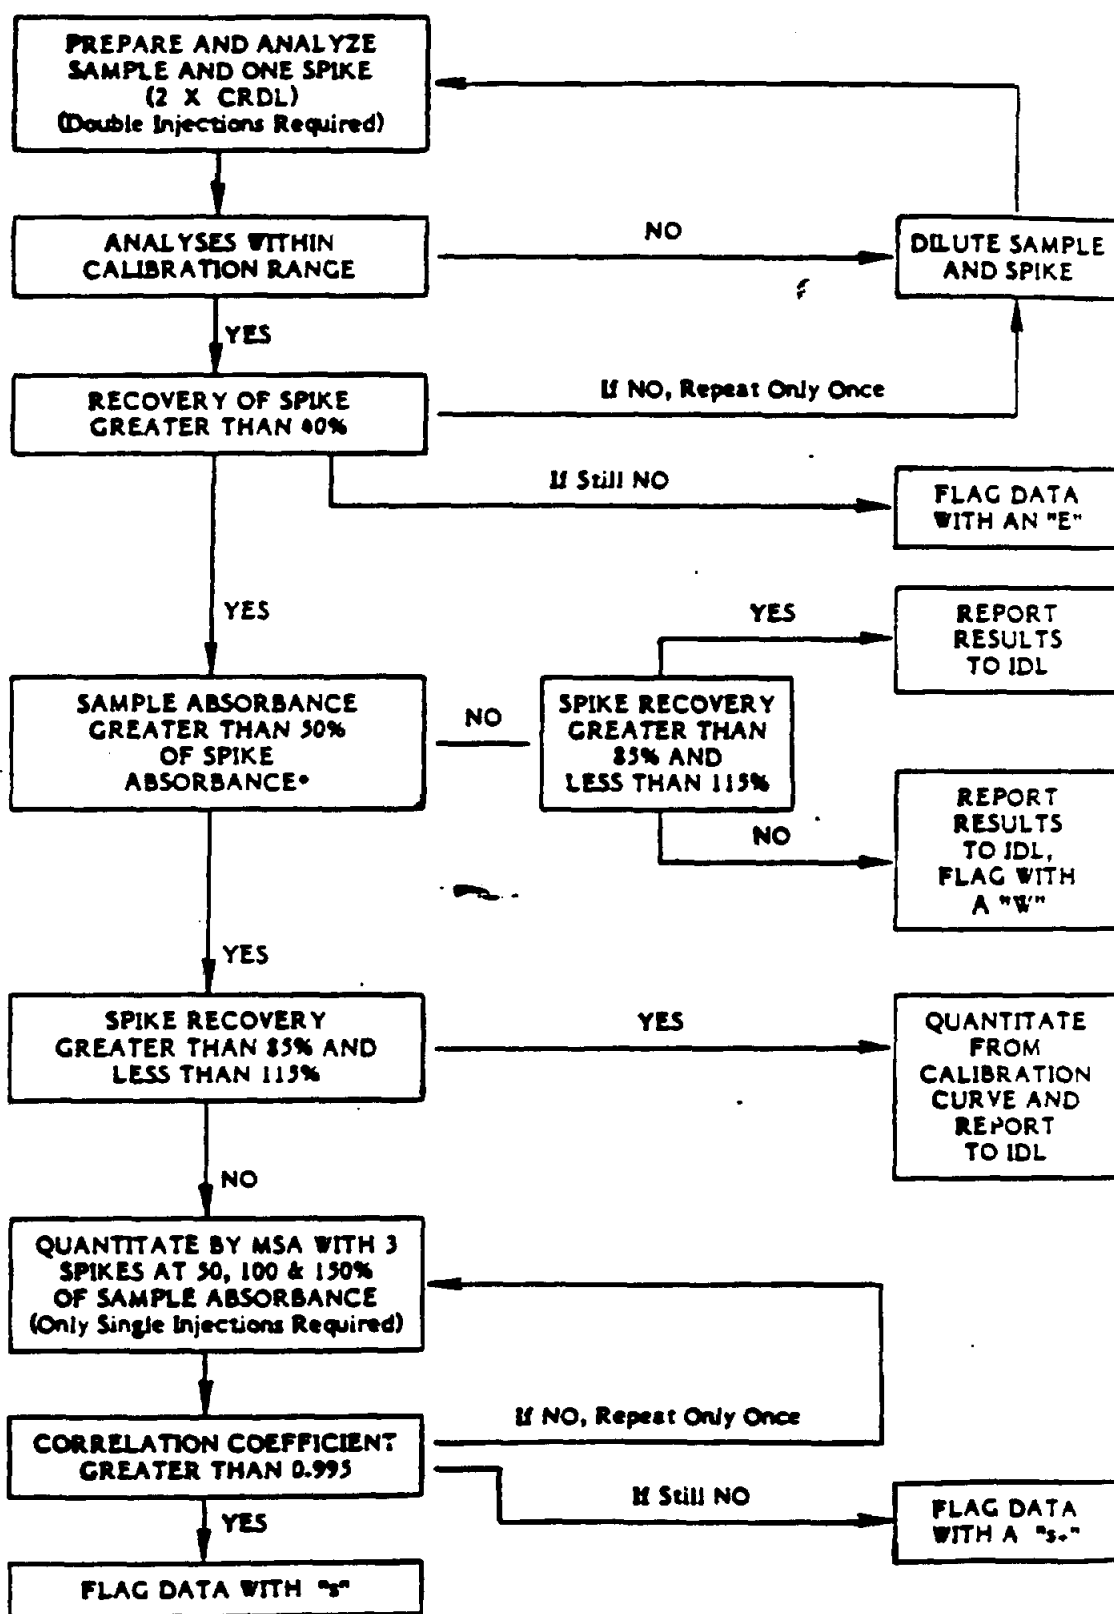 PREPARE AND ANALYZE
SAMPLE AND ONE SPIKE
(2 X CRDL)
(Double Injections Required)
ANALYSES WITHIN
CALIBRATION RANGE
NO
DILUTE SAMPLE
AND SPIKE
YES
RECOVERY OF SPIKE
GREATER THAN 40%
If NO, Repeat Only Once
If Still NO
FLAG DATA
WITH AN "E"
YES
SAMPLE ABSORBANCE
GREATER THAN 50%
OF SPIKE
ABSORBANCE*
NO
SPIKE RECOVERY
GREATER THAN
85% AND
LESS THAN 115%
YES
REPORT
RESULTS
TO IDL
NO
REPORT
RESULTS
TO IDL,
FLAG WITH
A "W"
YES
SPIKE RECOVERY
GREATER THAN 85% AND
LESS THAN 115%
YES
QUANTITATE
FROM
CALIBRATION
CURVE AND
REPORT
TO IDL
NO
QUANTITATE BY MSA WITH 3
SPIKES AT 50, 100 & 150%
OF SAMPLE ABSORBANCE
(Only Single Injections Required)
If NO, Repeat Only Once
CORRELATION COEFFICIENT
GREATER THAN 0.995
If Still NO
FLAG DATA
WITH A "s+"
YES
FLAG DATA WITH "s"